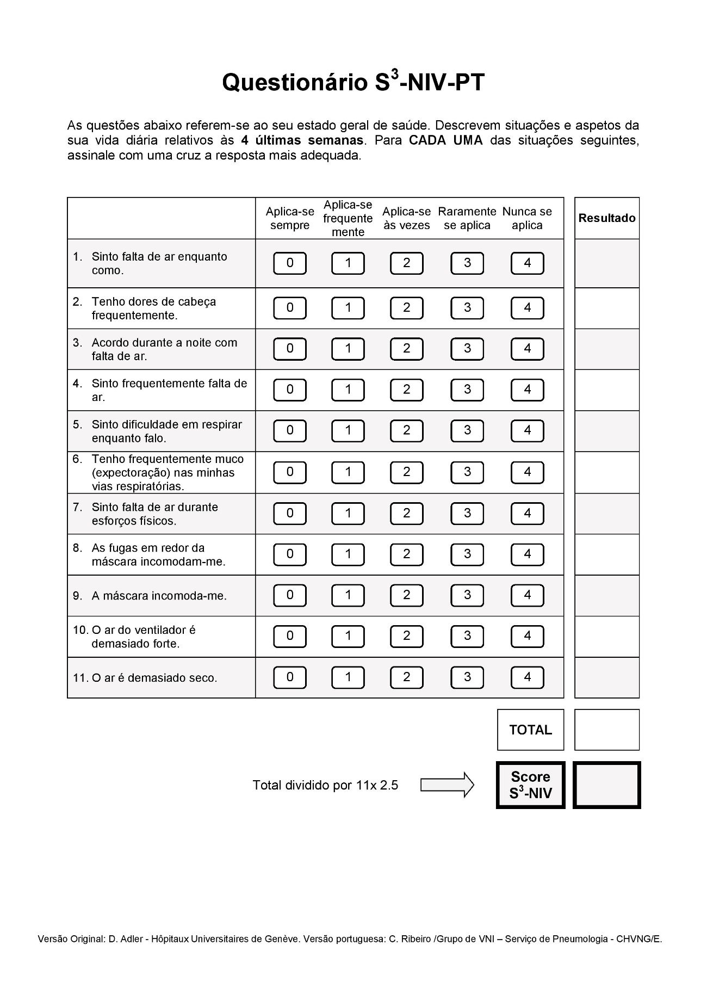 Questionário S³-NIV-PT
As questões abaixo referem-se ao seu estado geral de saúde. Descrevem situações e aspetos da
sua vida diária relativos às 4 últimas semanas. Para CADA UMA das situações seguintes,
assinale com uma cruz a resposta mais adequada.
Aplica-se
sempre
Aplica-se
frequente
mente
Aplica-se
às vezes
Raramente
se aplica
Nunca se
aplica
Resultado
1. Sinto falta de ar enquanto
como.
0 1 2 3 4
2. Tenho dores de cabeça
frequentemente.
0 1 2 3 4
3. Acordo durante a noite com
falta de ar.
0 1 2 3 4
4. Sinto frequentemente falta de
ar.
0 1 2 3 4
5. Sinto dificuldade em respirar
enquanto falo.
0 1 2 3 4
6. Tenho frequentemente muco
(expectoração) nas minhas
vias respiratórias.
0 1 2 3 4
7. Sinto falta de ar durante
esforços físicos.
0 1 2 3 4
8. As fugas em redor da
máscara incomodam-me.
0 1 2 3 4
9. A máscara incomoda-me.
0 1 2 3 4
10. O ar do ventilador é
demasiado forte.
0 1 2 3 4
11. O ar é demasiado seco.
0 1 2 3 4
TOTAL
Total dividido por 11x 2.5
Score
S³-NIV
Versão Original: D. Adler - Hôpitaux Universitaires de Genève. Versão portuguesa: C. Ribeiro /Grupo de VNI – Serviço de Pneumologia - CHVNG/E.